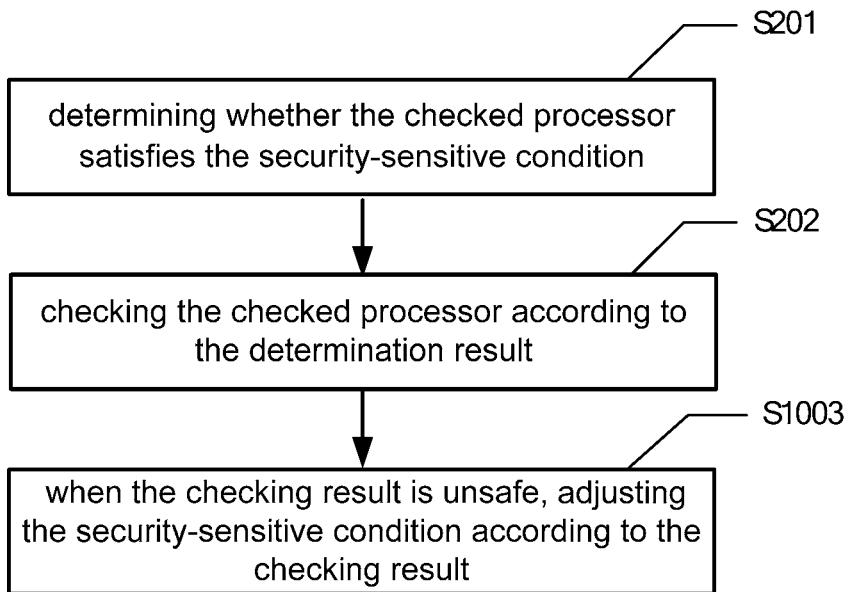 S201
determining whether the checked processor
satisfies the security-sensitive condition
S202
checking the checked processor according to
the determination result
S1003
when the checking result is unsafe, adjusting
the security-sensitive condition according to the
checking result